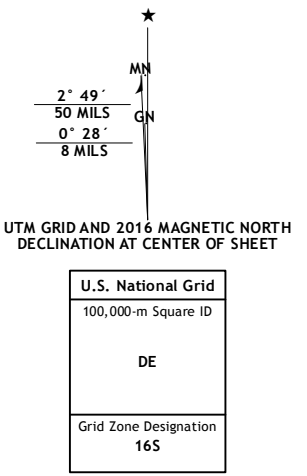 ★
MN
2° 49´
50 MILS
GN
0° 28´
8 MILS
UTM GRID AND 2016 MAGNETIC NORTH
DECLINATION AT CENTER OF SHEET
U.S. National Grid
100,000-m Square ID
DE
Grid Zone Designation
16S